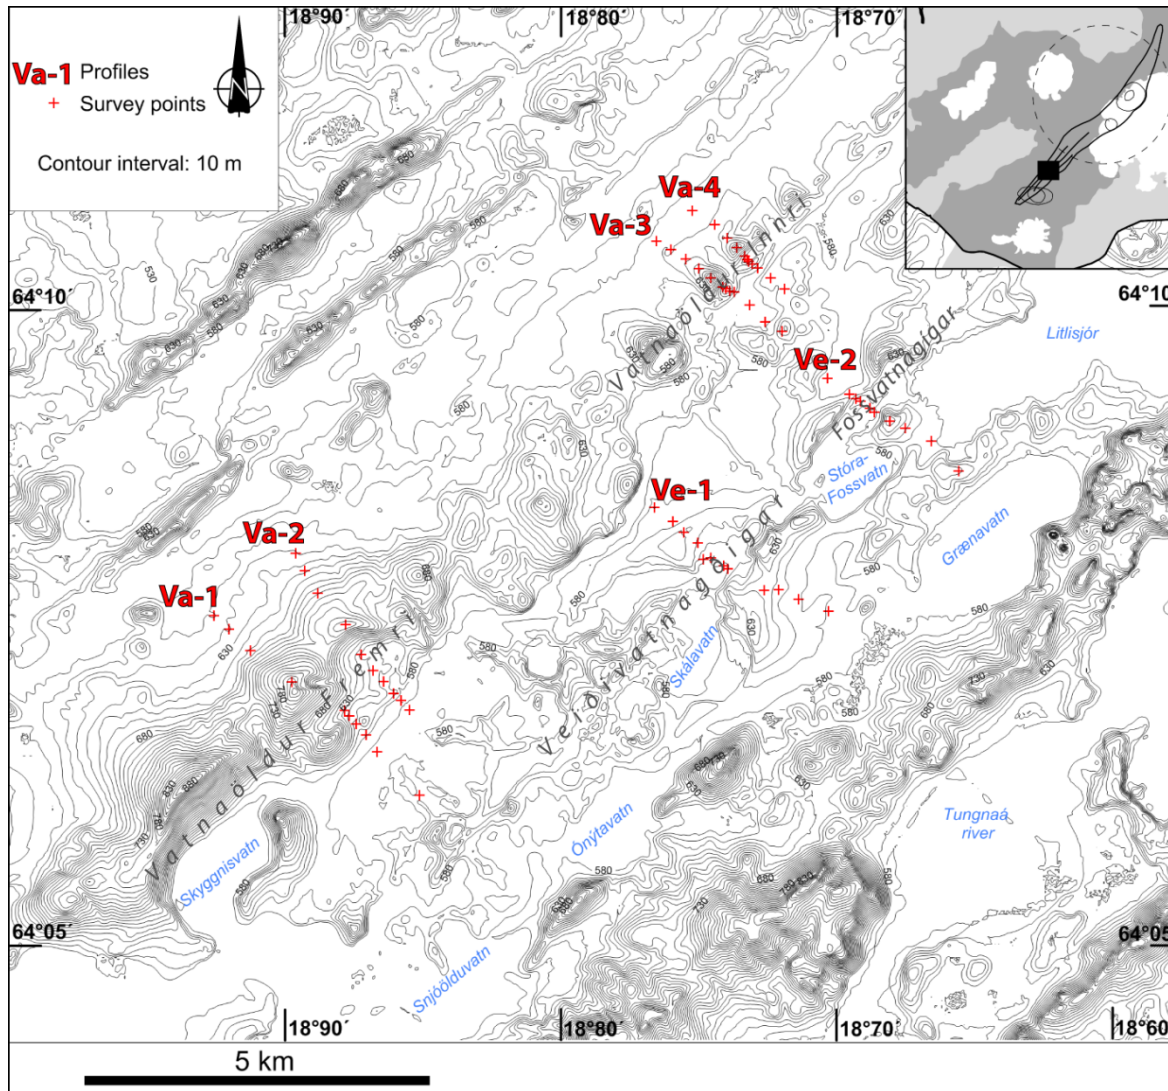 18°90´
18°80´
18°70´
Va-1 Profiles
+ Survey points
N
Contour interval: 10 m
Va-4
Va-3
Vatnaöldur Innri
64°10´
64°10´
Litlisjór
Ve-2
Fossvatnagígar
Stóra-
Fossvatn
Ve-1
Grænavatn
Va-2
Va-1
Skálavatn
Veiðivatnagðigar
Vatnaöldur Fremri
Ónýtavatn
Tungnaá
river
Skyggnisvatn
64°05´
64°05´
Snjóölduvatn
18°90´
18°80´
18°70´
18°60´
5 km